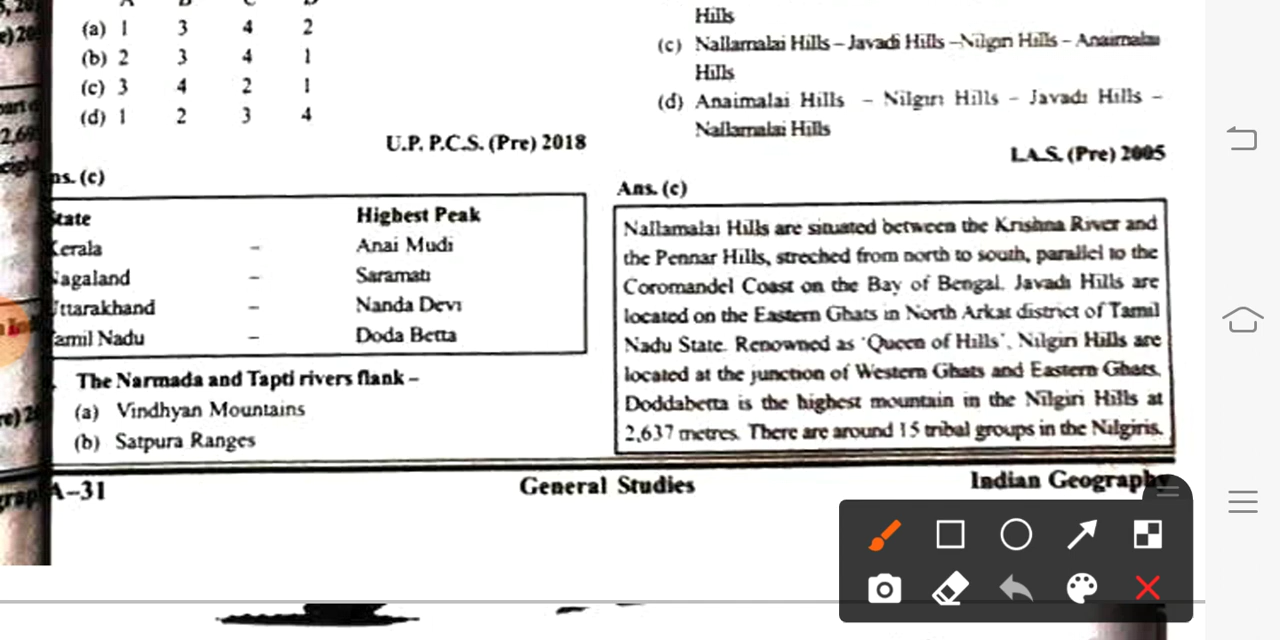 (a) 1 3 4 2
(b) 2 3 4 1
(c) 3 4 2 1
(d) 1 2 3 4
U.P. P.C.S. (Pre) 2018
ns. (c)
tate Highest Peak
Kerala – Anai Mudi
agaland – Saramati
Uttarakhand – Nanda Devi
amil Nadu – Doda Betta
The Narmada and Tapti rivers flank –
(a) Vindhyan Mountains
(b) Satpura Ranges
Hills
(c) Nallamalai Hills – Javadi Hills –Nilgiri Hills – Anaimalai
Hills
(d) Anaimalai Hills – Nilgiri Hills – Javadi Hills –
Nallamalai Hills
I.A.S. (Pre) 2005
Ans. (c)
Nallamalai Hills are situated between the Krishna River and
the Pennar Hills, streched from north to south, parallel to the
Coromandel Coast on the Bay of Bengal. Javadi Hills are
located on the Eastern Ghats in North Arkat district of Tamil
Nadu State. Renowned as 'Queen of Hills', Nilgiri Hills are
located at the junction of Western Ghats and Eastern Ghats.
Doddabetta is the highest mountain in the Nilgiri Hills at
2,637 metres. There are around 15 tribal groups in the Nilgiris.
A–31 General Studies Indian Geography